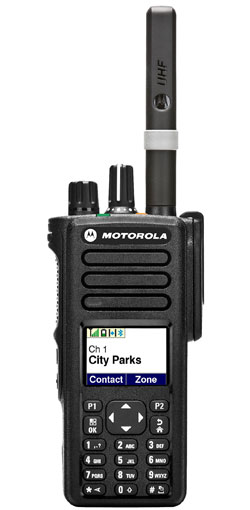 UHF
MOTOROLA
Ch 1
City Parks
Contact Zone
P1 P2
OK
1 .,? 2 ABC 3 DEF
4 GHI 5 JKL 6 MNO
7 PQRS 8 TUV 9 WXYZ
* 0 #